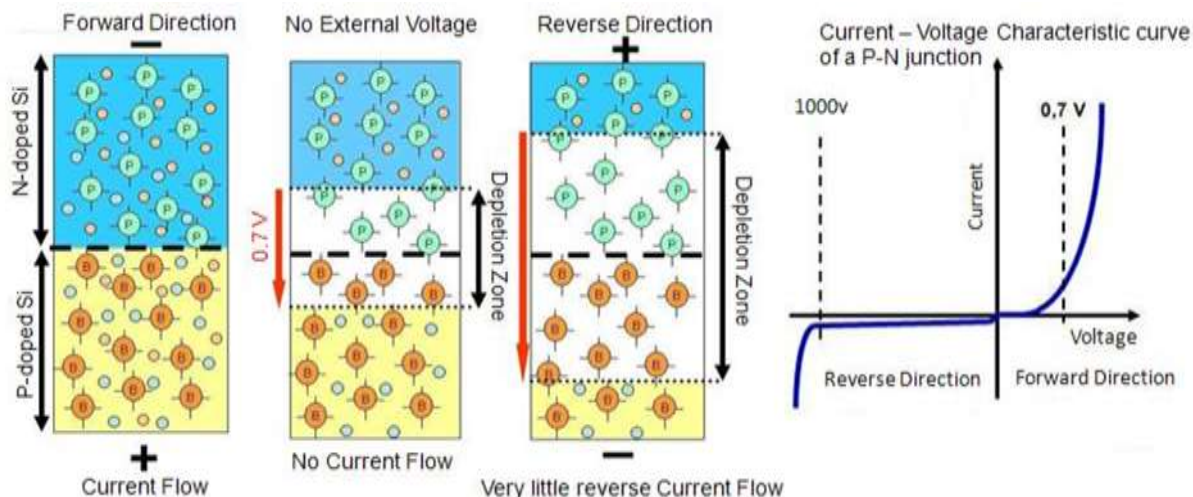 Forward Direction
−
No External Voltage
Reverse Direction
+
Current – Voltage Characteristic curve
of a P-N junction
N-doped Si
P-doped Si
P P P P P P P P P P P
B B B B B B B B B B B B B
+
Current Flow
0.7 V
Depletion Zone
P P P P P P P P P P P P
B B B B B B B B B B B B
No Current Flow
Depletion Zone
P P P P P P P P P P P P
B B B B B B B B B B B B
−
Very little reverse Current Flow
1000v
0,7 V
Current
Voltage
Reverse Direction
Forward Direction